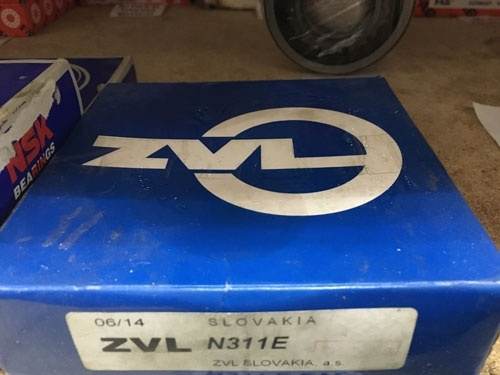 NSK
BEARINGS
ZVL
06/14 SLOVAKIA
ZVL N311E
ZVL SLOVAKIA, a.s.